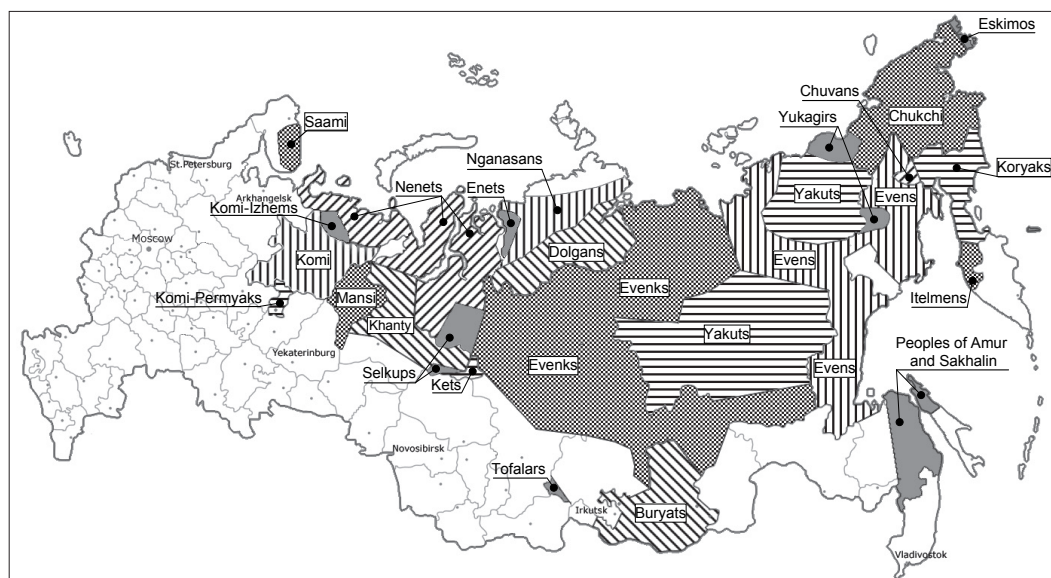 Eskimos
Chuvans
Chukchi
Yukagirs
Saami
St.Petersburg
Nganasans
Koryaks
Nenets
Enets
Yakuts
Evens
Arkhangelsk
Komi-Izhems
Moscow
Dolgans
Komi
Evens
Evenks
Itelmens
Komi-Permyaks
Mansi
Khanty
Yakuts
Peoples of Amur
and Sakhalin
Yekaterinburg
Evenks
Evens
Selkups
Kets
Novosibirsk
Tofalars
Irkutsk
Buryats
Vladivostok